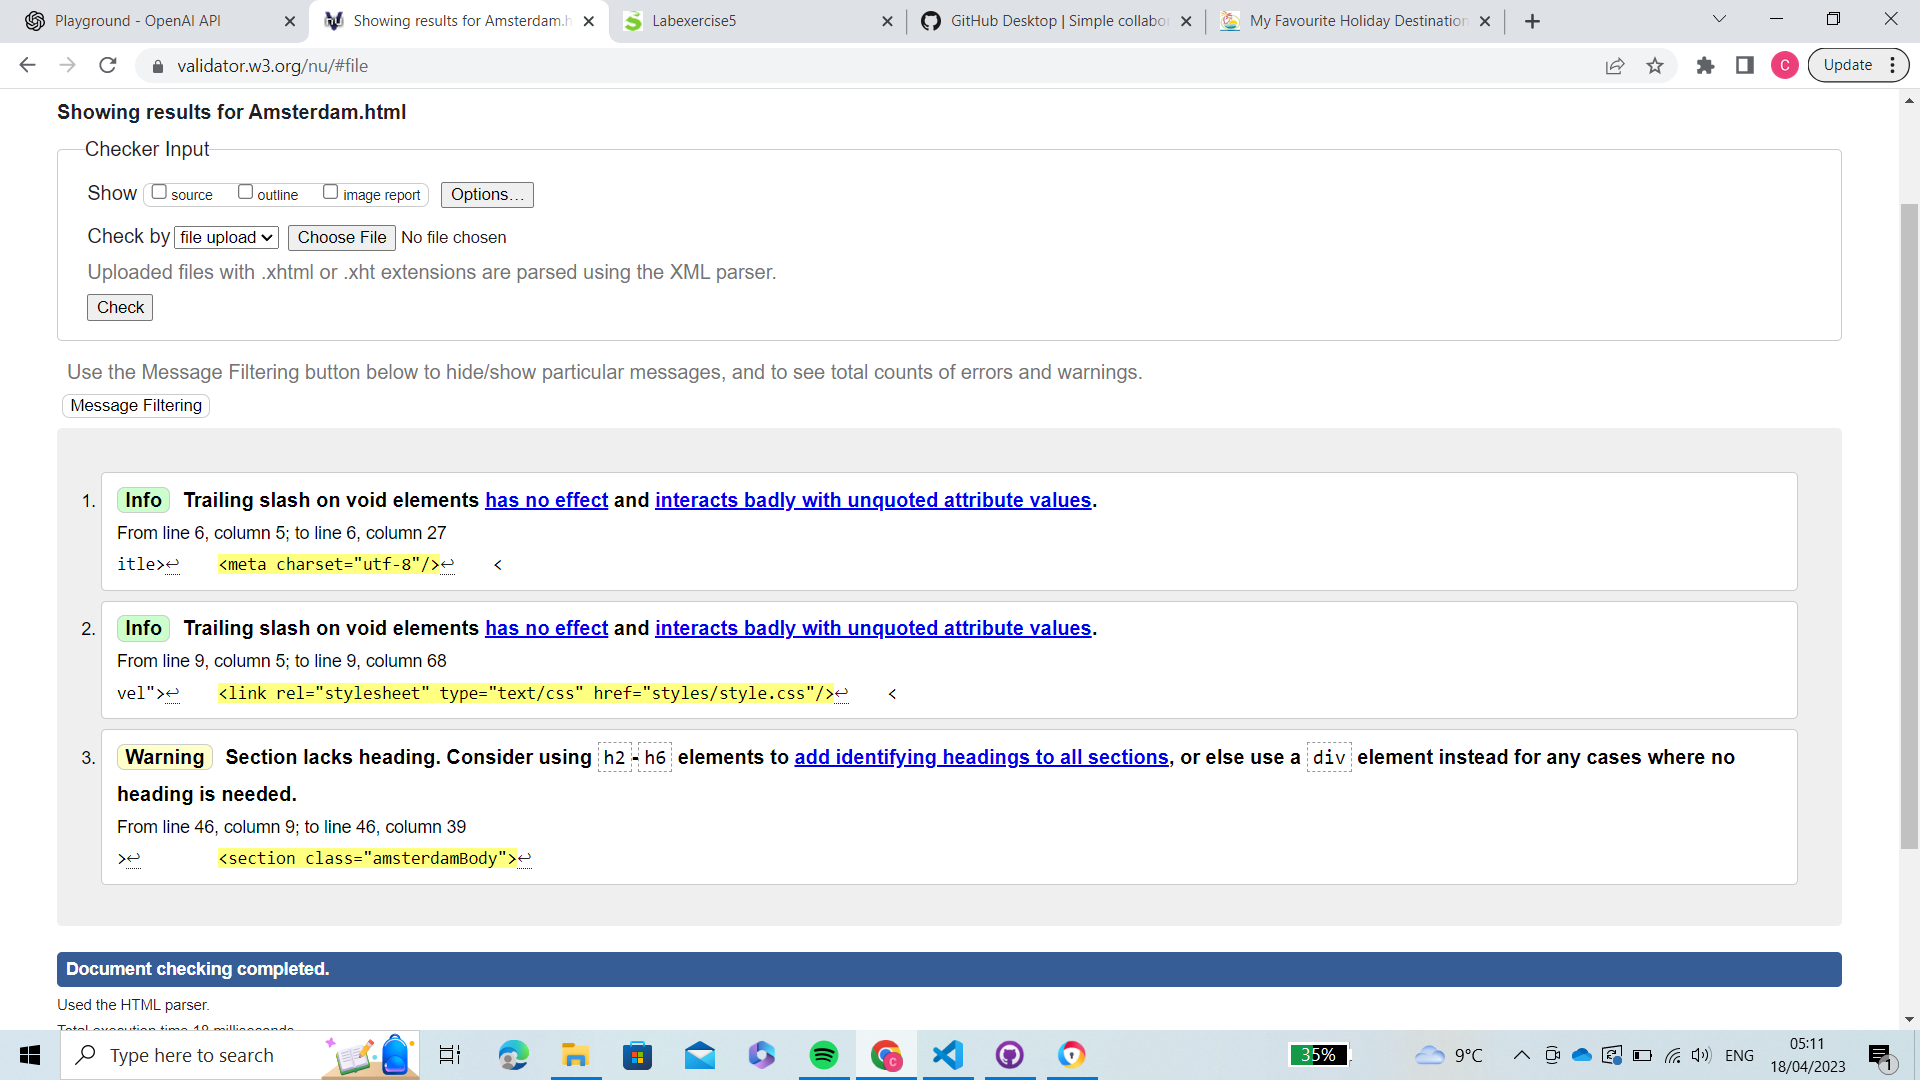 Playground - OpenAI API
Showing results for Amsterdam.h
Labexercise5
GitHub Desktop | Simple collabor
My Favourite Holiday Destination
validator.w3.org/nu/#file
C
Update
Showing results for Amsterdam.html
Checker Input
Show source outline image report Options…
Check by file upload Choose File No file chosen
Uploaded files with .xhtml or .xht extensions are parsed using the XML parser.
Check
Use the Message Filtering button below to hide/show particular messages, and to see total counts of errors and warnings.
Message Filtering
1. Info Trailing slash on void elements has no effect and interacts badly with unquoted attribute values.
From line 6, column 5; to line 6, column 27
itle>↩ <meta charset="utf-8"/>↩ <
2. Info Trailing slash on void elements has no effect and interacts badly with unquoted attribute values.
From line 9, column 5; to line 9, column 68
vel">↩ <link rel="stylesheet" type="text/css" href="styles/style.css"/>↩ <
3. Warning Section lacks heading. Consider using h2-h6 elements to add identifying headings to all sections, or else use a div element instead for any cases where no
heading is needed.
From line 46, column 9; to line 46, column 39
>↩ <section class="amsterdamBody">↩
Document checking completed.
Used the HTML parser.
Total execution time 18 milliseconds.
Type here to search
35%
9°C
ENG
05:11
18/04/2023
1